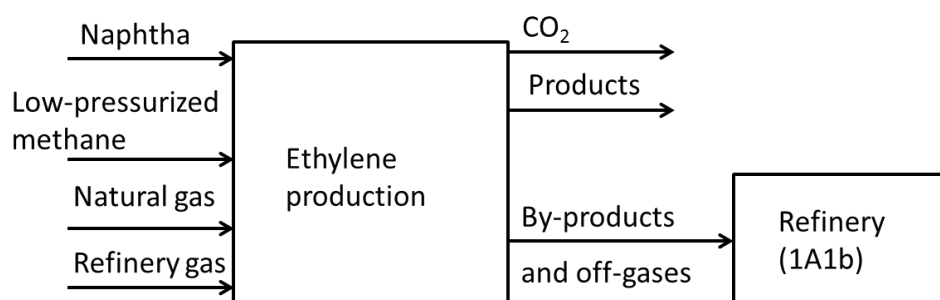 Naphtha
Low-pressurized
methane
Natural gas
Refinery gas
Ethylene
production
CO₂
Products
By-products
and off-gases
Refinery
(1A1b)